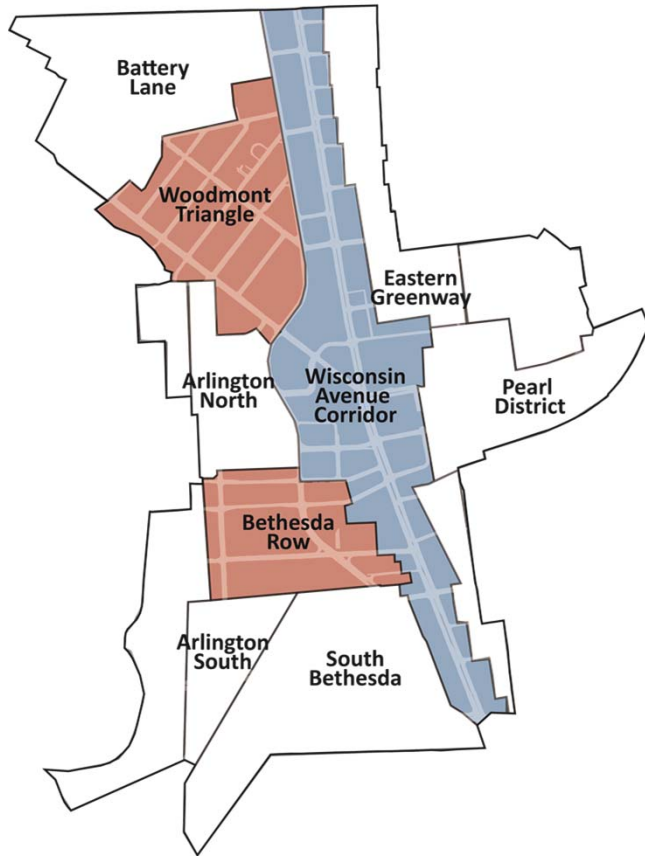 Battery
Lane
Woodmont
Triangle
Eastern
Greenway
Arlington
North
Wisconsin
Avenue
Corridor
Pearl
District
Bethesda
Row
Arlington
South
South
Bethesda